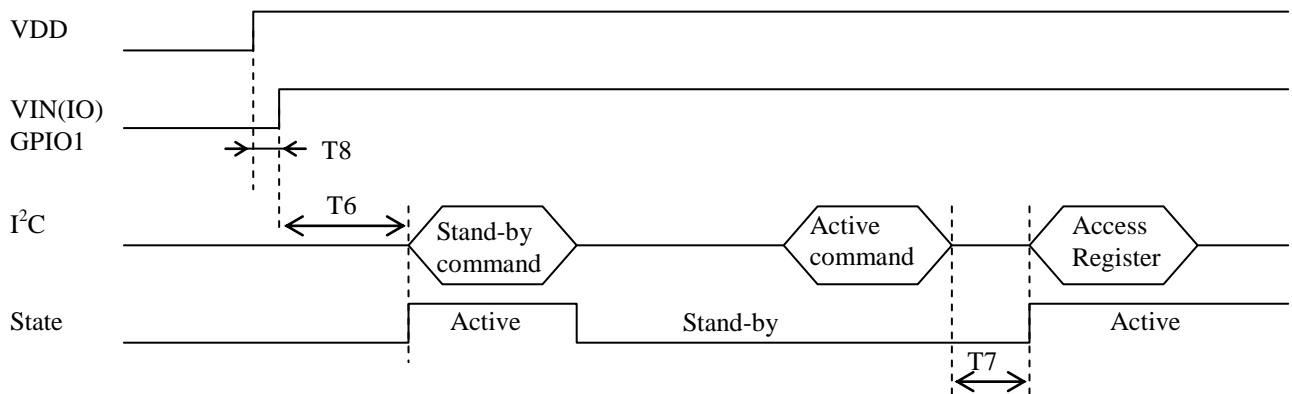 VDD
VIN(IO)
GPIO1
T8
T6
I²C
Stand-by
command
Active
command
Access
Register
State
Active
Stand-by
Active
T7